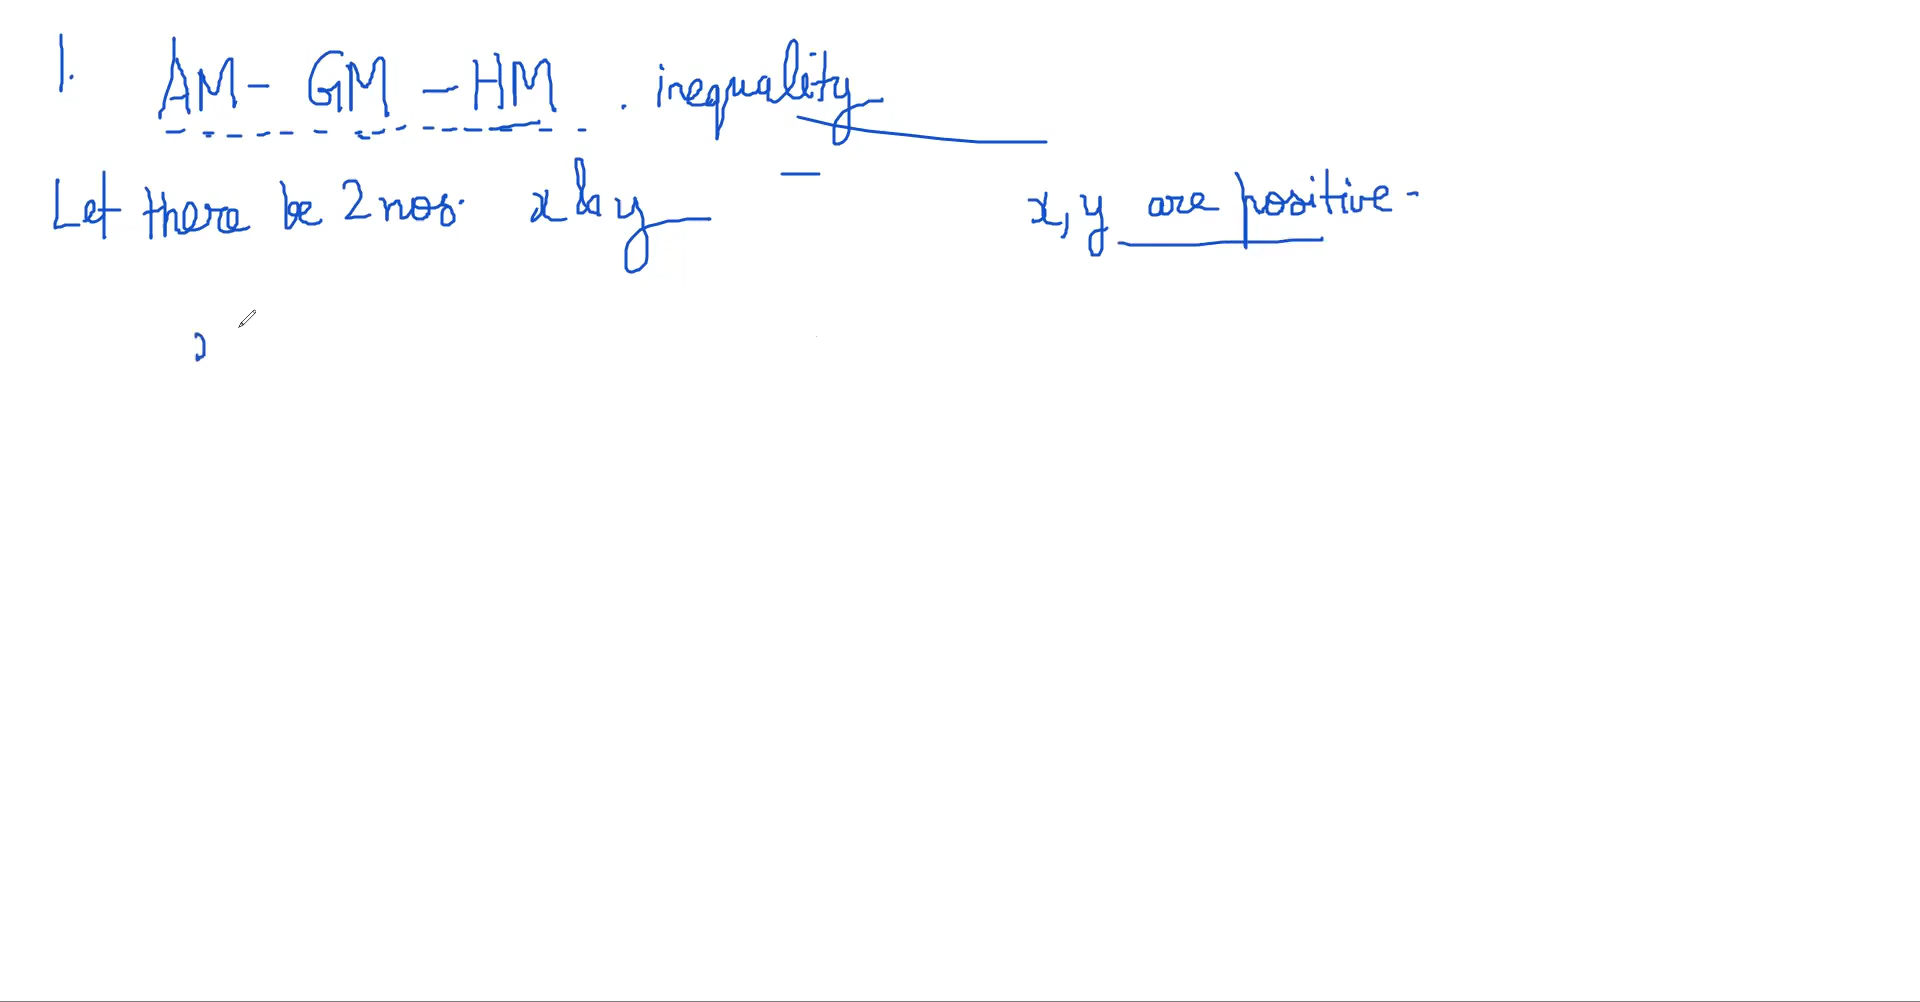 1. AM - GM - HM . inequality
Let there be 2 nos. x & y
x, y are positive -